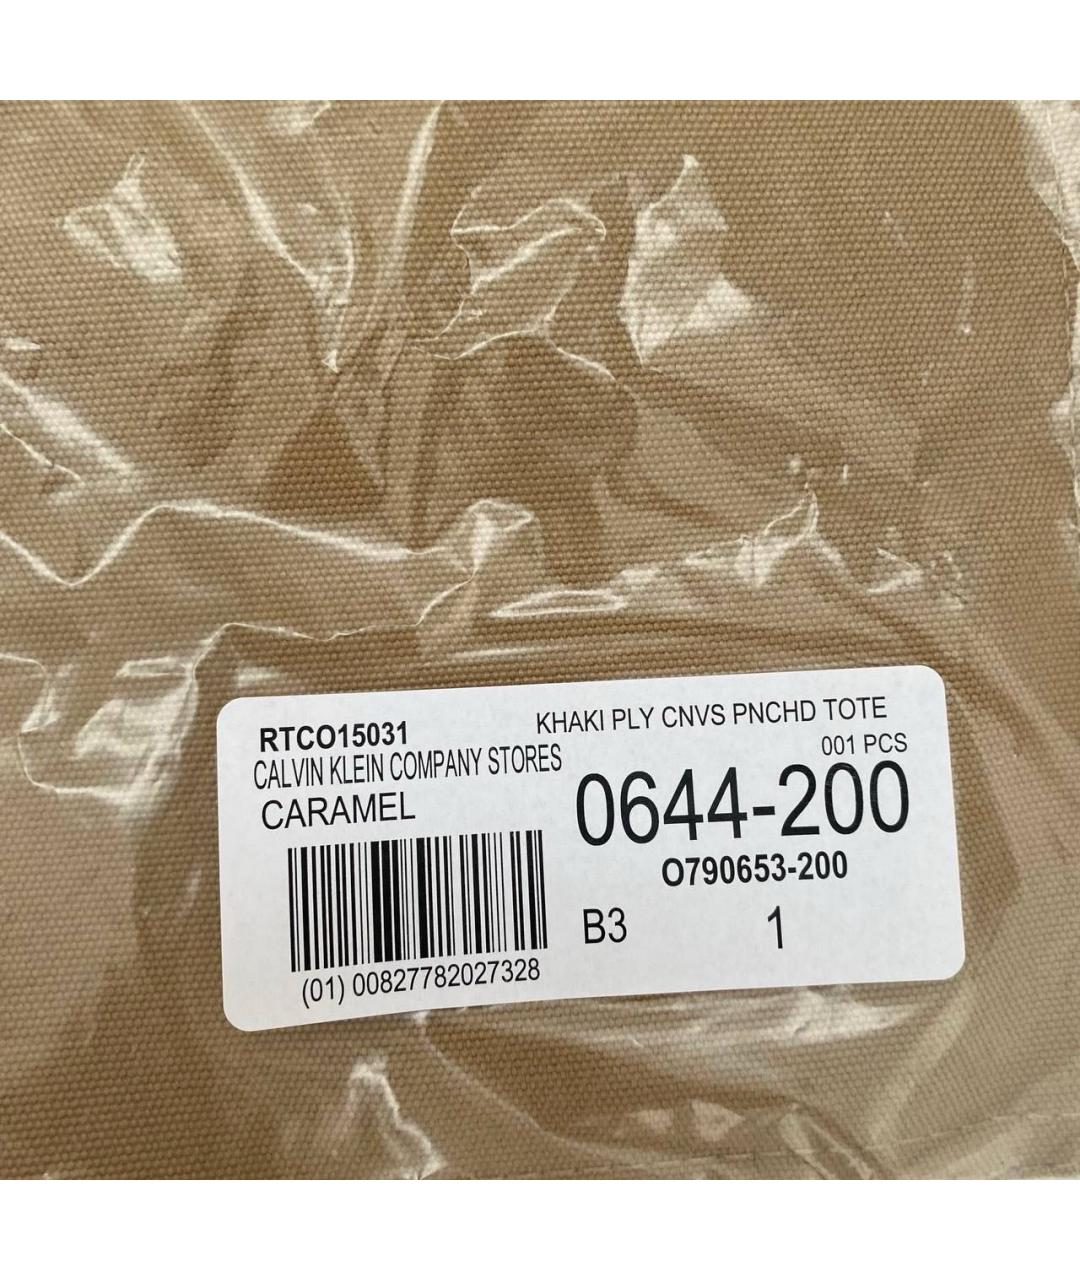 RTCO15031
KHAKI PLY CNVS PNCHD TOTE
CALVIN KLEIN COMPANY STORES
001 PCS
CARAMEL
0644-200
O790653-200
B3 1
(01) 00827782027328